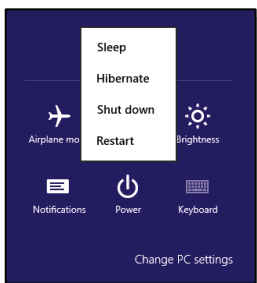 Sleep
Hibernate
Shut down
Restart
Airplane mo
Brightness
Notifications
Power
Keyboard
Change PC settings